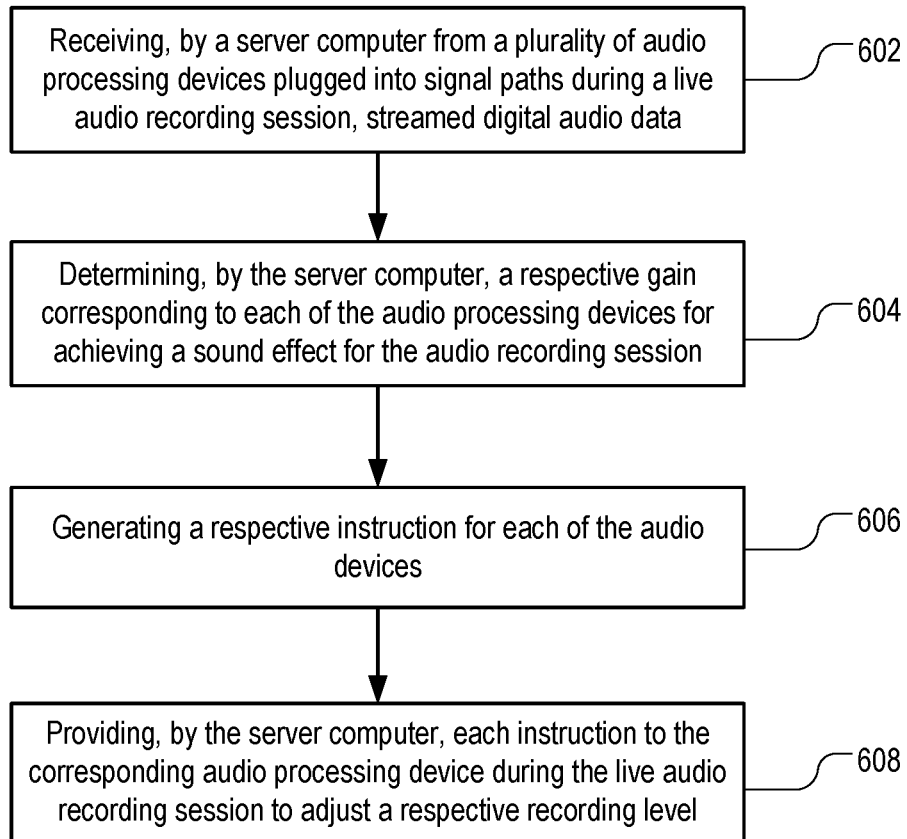 Receiving, by a server computer from a plurality of audio
processing devices plugged into signal paths during a live
audio recording session, streamed digital audio data
602
Determining, by the server computer, a respective gain
corresponding to each of the audio processing devices for
achieving a sound effect for the audio recording session
604
Generating a respective instruction for each of the audio
devices
606
Providing, by the server computer, each instruction to the
corresponding audio processing device during the live audio
recording session to adjust a respective recording level
608